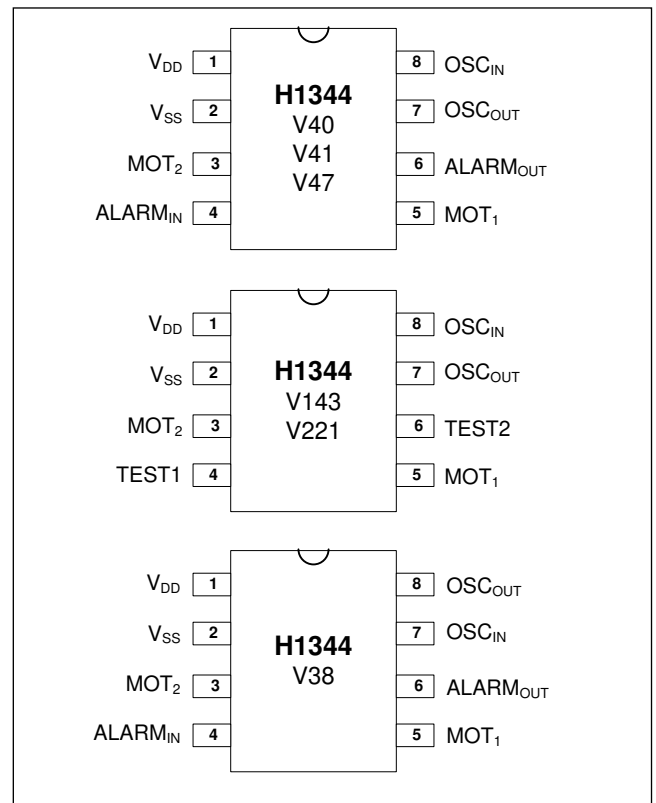 V_DD 1 8 OSC_IN
H1344
V_SS 2 V40 7 OSC_OUT
V41
MOT_2 3 V47 6 ALARM_OUT
ALARM_IN 4 5 MOT_1
V_DD 1 8 OSC_IN
V_SS 2 H1344 7 OSC_OUT
V143
MOT_2 3 V221 6 TEST2
TEST1 4 5 MOT_1
V_DD 1 8 OSC_OUT
V_SS 2 7 OSC_IN
H1344
MOT_2 3 V38 6 ALARM_OUT
ALARM_IN 4 5 MOT_1